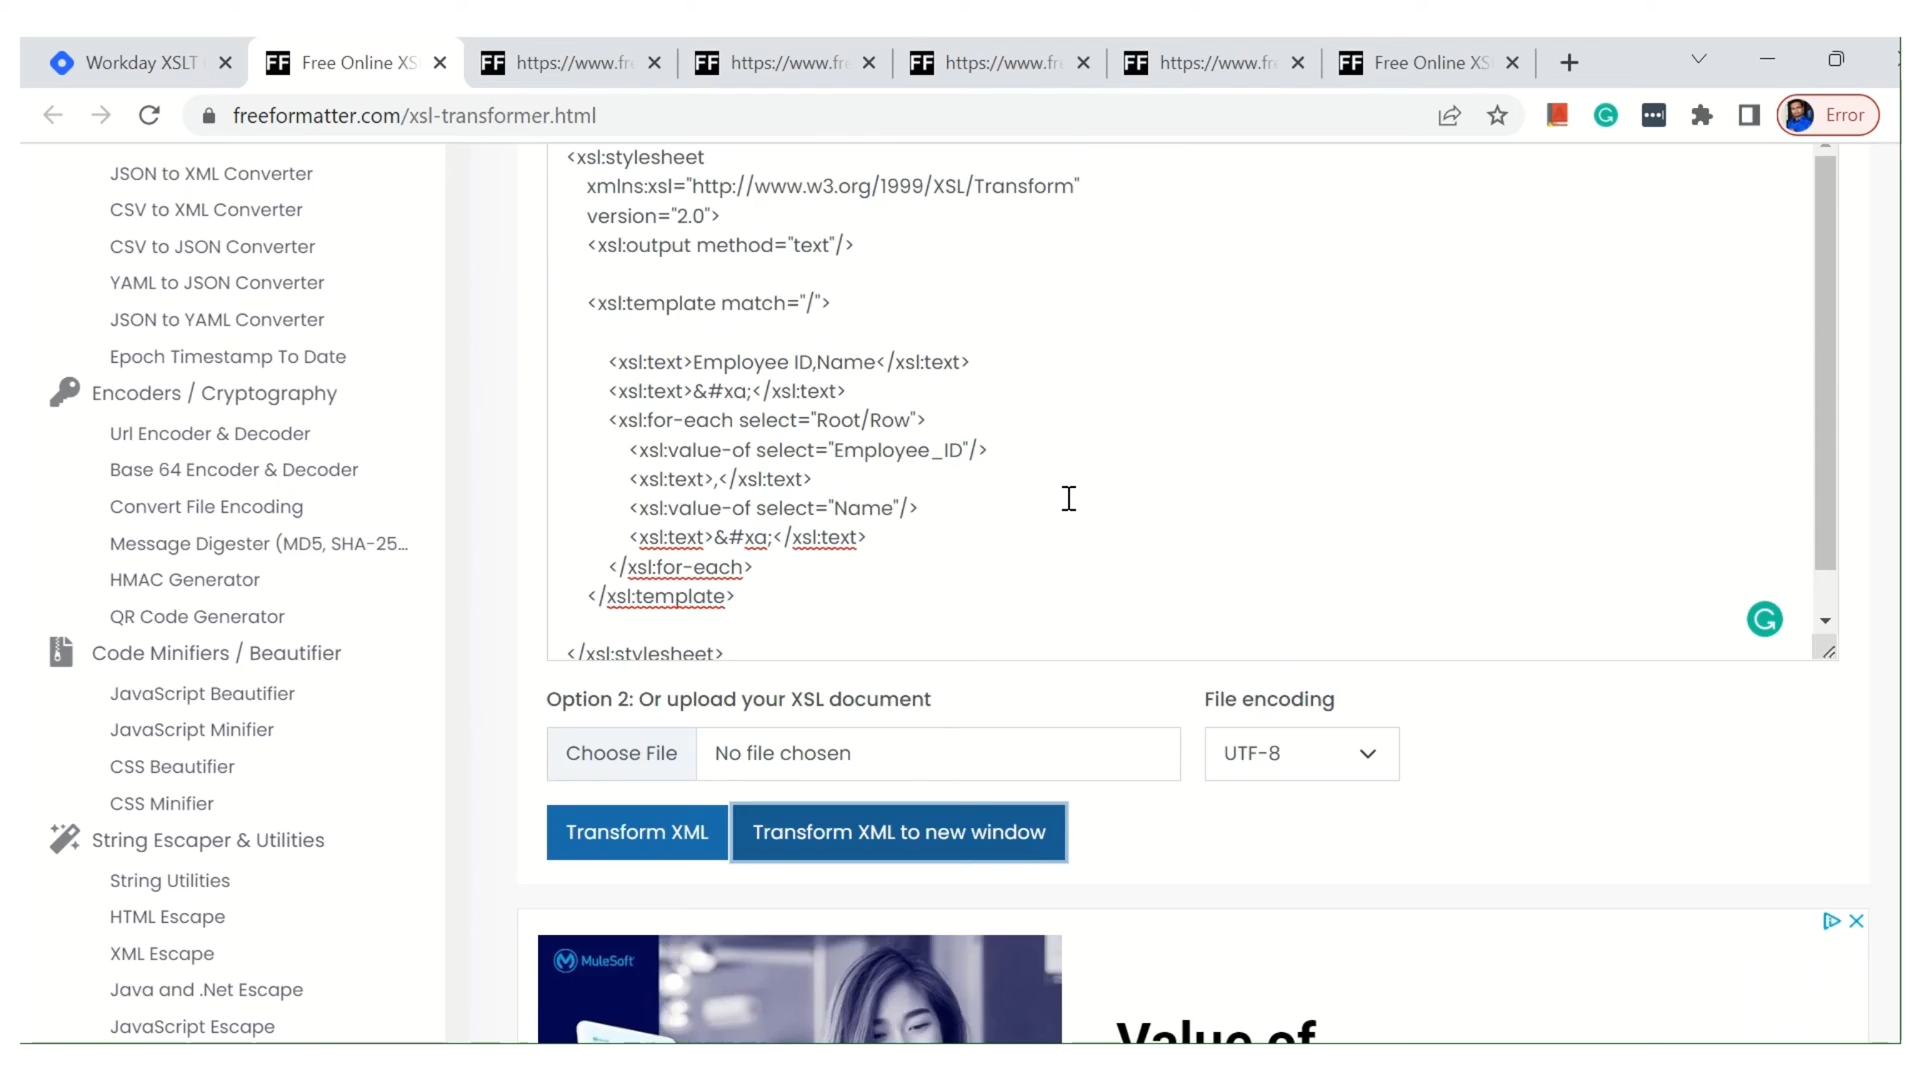 Workday XSLT
Free Online XS
https://www.fr
https://www.fr
https://www.fr
https://www.fr
Free Online XS
freeformatter.com/xsl-transformer.html
Error
JSON to XML Converter
CSV to XML Converter
CSV to JSON Converter
YAML to JSON Converter
JSON to YAML Converter
Epoch Timestamp To Date
Encoders / Cryptography
Url Encoder & Decoder
Base 64 Encoder & Decoder
Convert File Encoding
Message Digester (MD5, SHA-25...
HMAC Generator
QR Code Generator
Code Minifiers / Beautifier
JavaScript Beautifier
JavaScript Minifier
CSS Beautifier
CSS Minifier
String Escaper & Utilities
String Utilities
HTML Escape
XML Escape
Java and .Net Escape
JavaScript Escape
<xsl:stylesheet
xmlns:xsl="http://www.w3.org/1999/XSL/Transform"
version="2.0">
<xsl:output method="text"/>
<xsl:template match="/">
<xsl:text>Employee ID,Name</xsl:text>
<xsl:text>&#xa;</xsl:text>
<xsl:for-each select="Root/Row">
<xsl:value-of select="Employee_ID"/>
<xsl:text>,</xsl:text>
<xsl:value-of select="Name"/>
<xsl:text>&#xa;</xsl:text>
</xsl:for-each>
</xsl:template>
</xsl:stylesheet>
Option 2: Or upload your XSL document
File encoding
Choose File
No file chosen
UTF-8
Transform XML
Transform XML to new window
MuleSoft
Value of